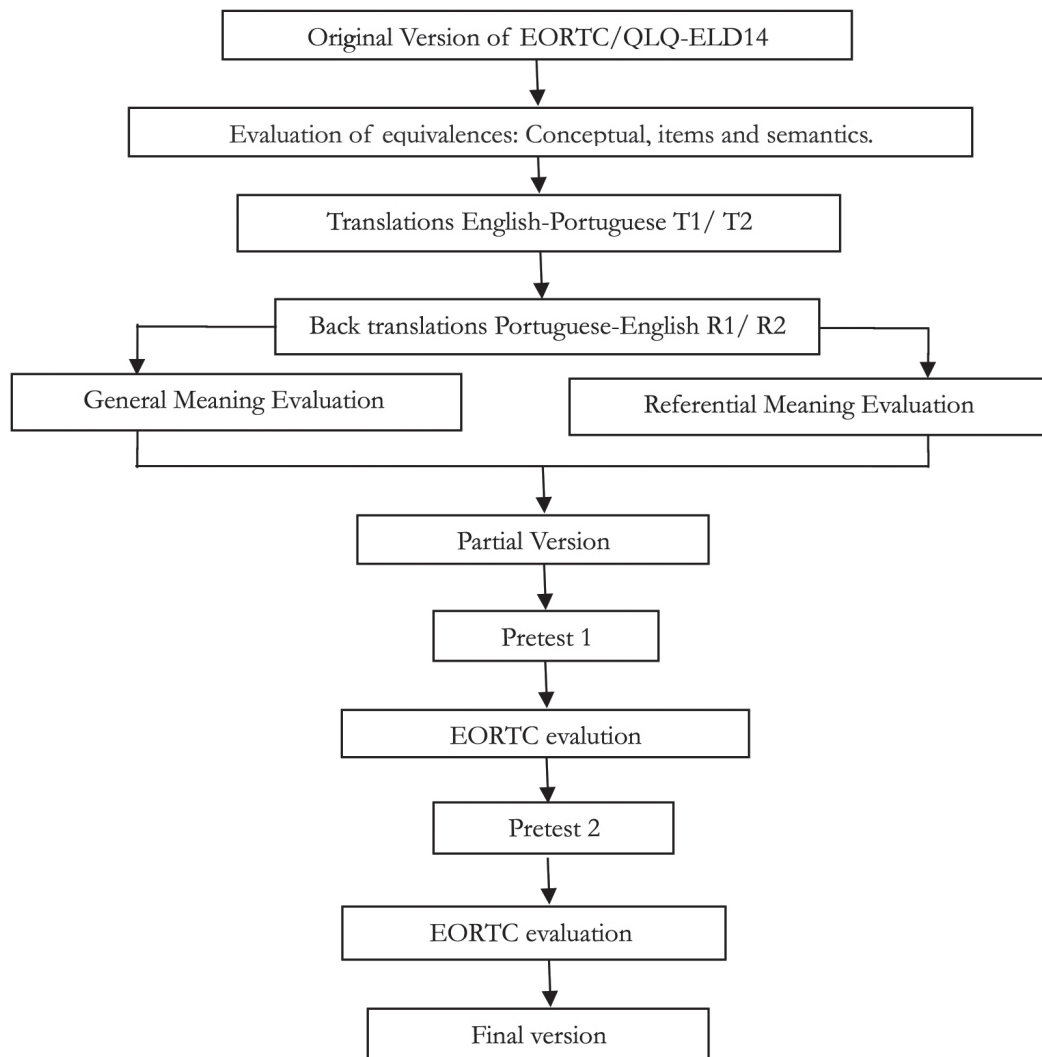 Original Version of EORTC/QLQ-ELD14
Evaluation of equivalences: Conceptual, items and semantics.
Translations English-Portuguese T1/ T2
Back translations Portuguese-English R1/ R2
General Meaning Evaluation
Referential Meaning Evaluation
Partial Version
Pretest 1
EORTC evalution
Pretest 2
EORTC evaluation
Final version